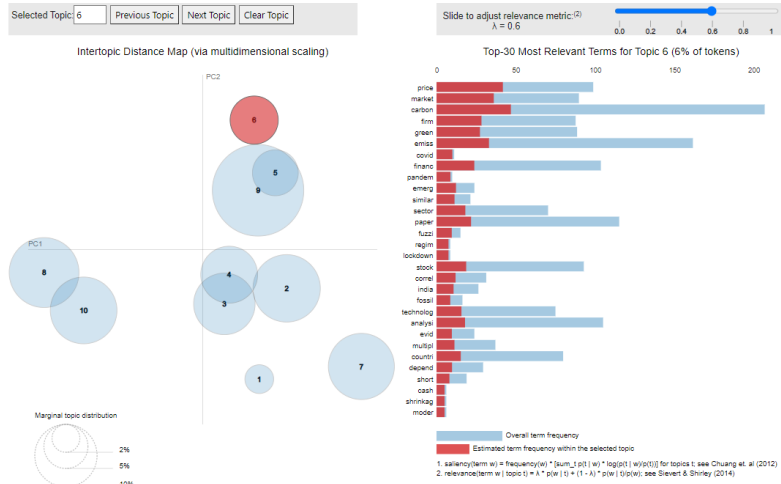 Selected Topic: 6 Previous Topic Next Topic Clear Topic
Slide to adjust relevance metric:(2)
λ = 0.6
0.0 0.2 0.4 0.6 0.8 1
Intertopic Distance Map (via multidimensional scaling)
PC2
PC1
6
5
9
8
4
2
10
3
7
1
Marginal topic distribution
2%
5%
10%
Top-30 Most Relevant Terms for Topic 6 (6% of tokens)
0 50 100 150 200
price
market
carbon
firm
green
emiss
covid
financ
pandem
emerg
similar
sector
paper
fuzzi
regim
lockdown
stock
correl
india
fossil
technolog
analysi
evid
multipl
countri
depend
short
cash
shrinkag
moder
Overall term frequency
Estimated term frequency within the selected topic
1. saliency(term w) = frequency(w) * [sum_t p(t | w) * log(p(t | w)/p(t))] for topics t; see Chuang et. al (2012)
2. relevance(term w | topic t) = λ * p(w | t) + (1 - λ) * p(w | t)/p(w); see Sievert & Shirley (2014)